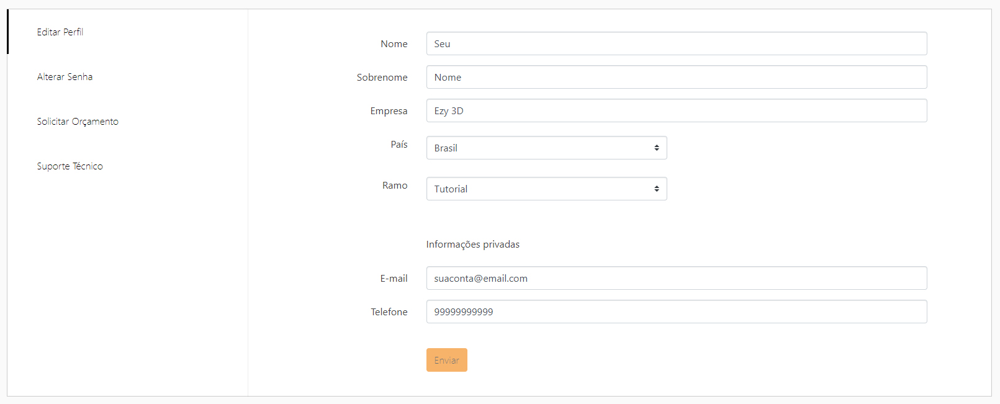 Editar Perfil
Alterar Senha
Solicitar Orçamento
Suporte Técnico
Nome Seu
Sobrenome Nome
Empresa Ezy 3D
País Brasil
Ramo Tutorial
Informações privadas
E-mail suaconta@email.com
Telefone 99999999999
Enviar